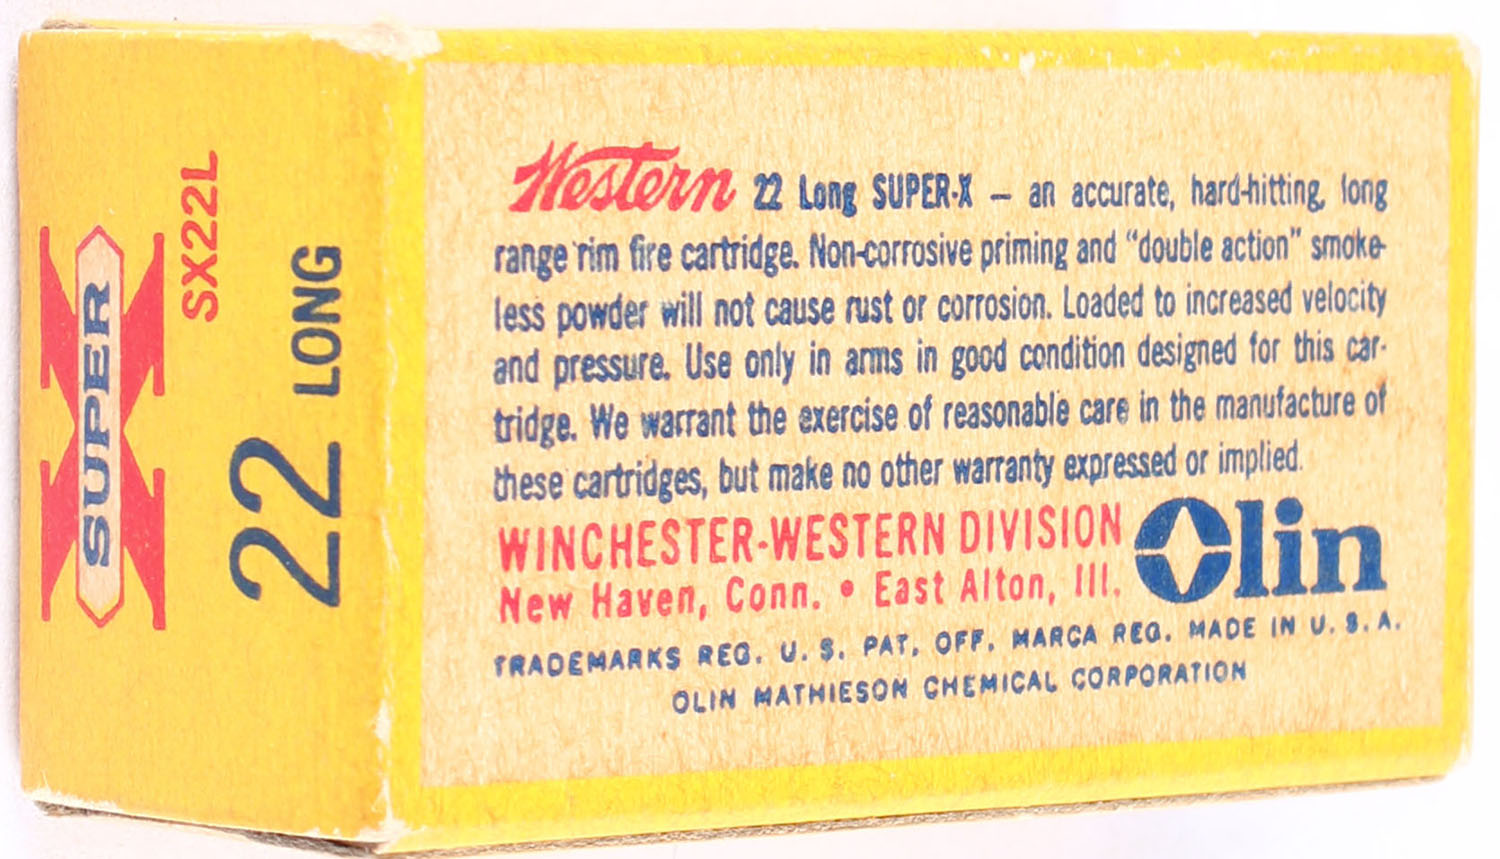 SUPER X
SX22L
22 LONG
Western 22 Long SUPER-X – an accurate, hard-hitting, long
range rim fire cartridge. Non-corrosive priming and "double action" smoke-
less powder will not cause rust or corrosion. Loaded to increased velocity
and pressure. Use only in arms in good condition designed for this car-
tridge. We warrant the exercise of reasonable care in the manufacture of
these cartridges, but make no other warranty expressed or implied.
WINCHESTER-WESTERN DIVISION
New Haven, Conn. • East Alton, Ill.
Olin
TRADEMARKS REG. U. S. PAT. OFF. MARCA REG. MADE IN U. S. A.
OLIN MATHIESON CHEMICAL CORPORATION